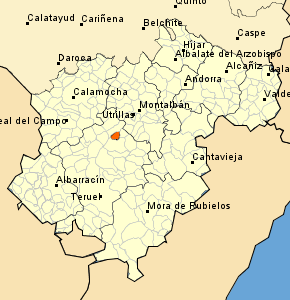 Quinto
Calatayud
Cariñena
Belchite
Caspe
Híjar
Daroca
Albalate del Arzobispo
Alcañiz
Cala
Andorra
Calamocha
Valde
Montalbán
Utrillas
eal del Campo
Cantavieja
Albarracín
Teruel
Mora de Rubielos